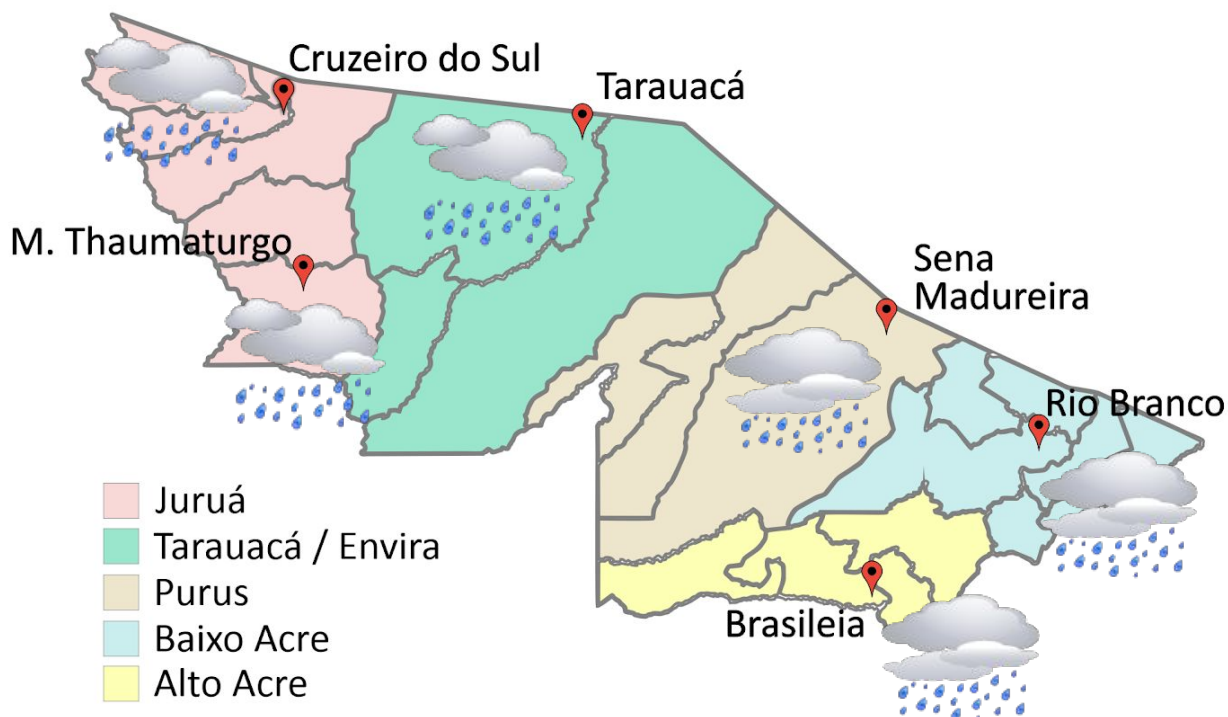 Cruzeiro do Sul
Tarauacá
M. Thaumaturgo
Sena
Madureira
Rio Branco
Brasileia
Juruá
Tarauacá / Envira
Purus
Baixo Acre
Alto Acre